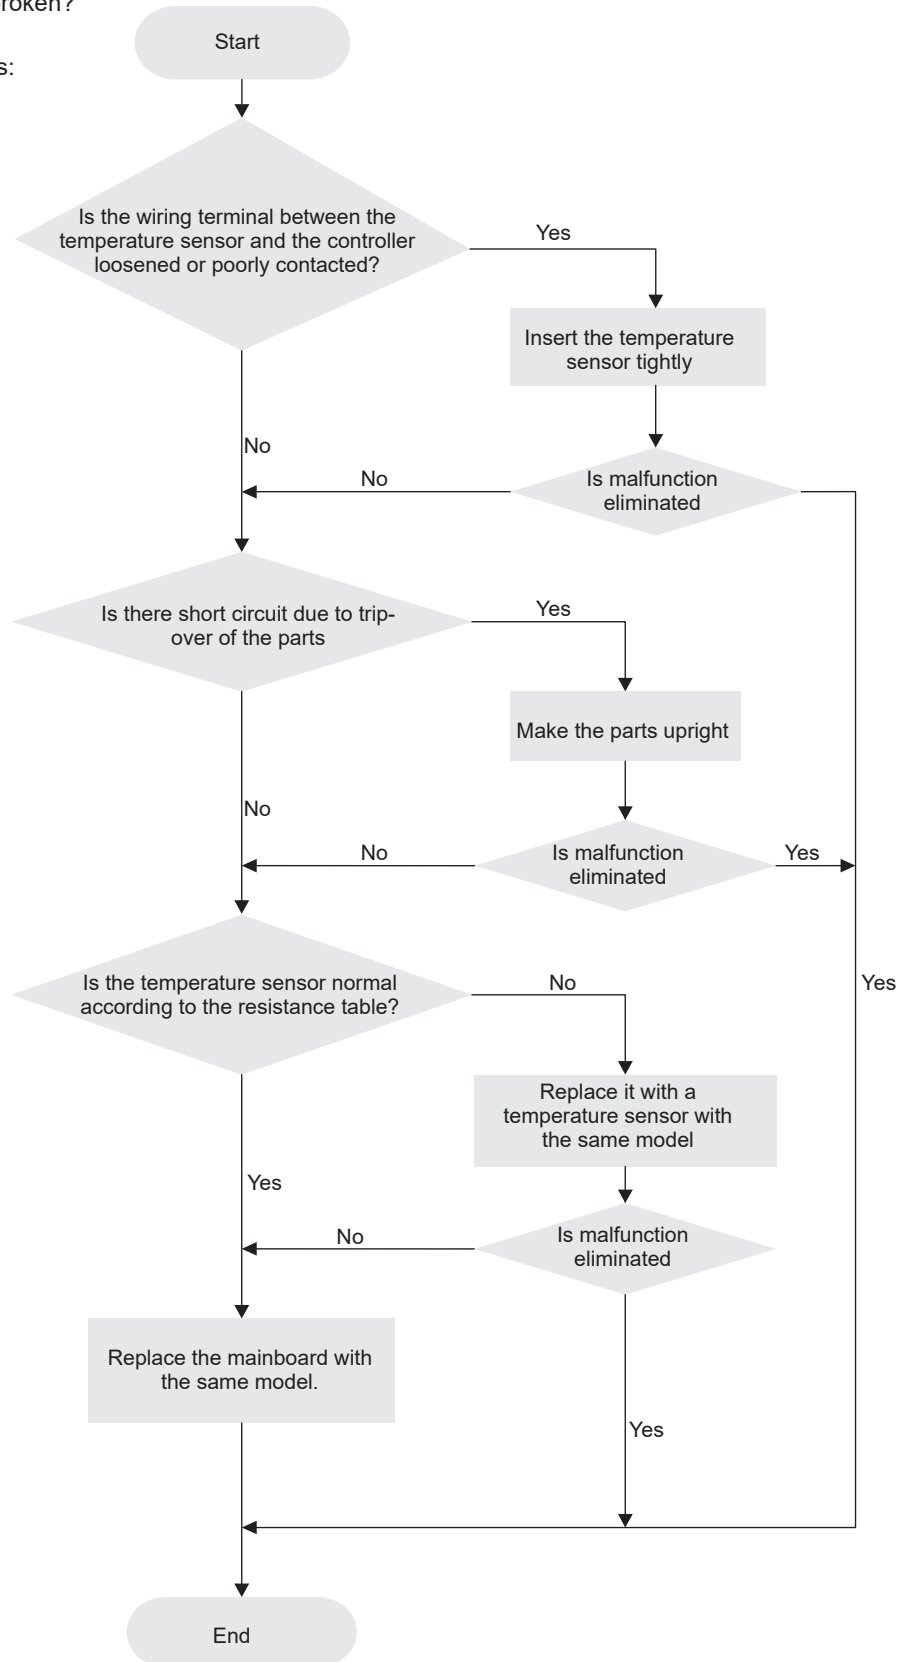 roken?
s:
Start
Is the wiring terminal between the
temperature sensor and the controller
loosened or poorly contacted?
Yes
Insert the temperature
sensor tightly
No
No
Is malfunction
eliminated
Is there short circuit due to trip-
over of the parts
Yes
Make the parts upright
No
No
Is malfunction
eliminated
Yes
Is the temperature sensor normal
according to the resistance table?
No
Yes
Replace it with a
temperature sensor with
the same model
Yes
No
Is malfunction
eliminated
Replace the mainboard with
the same model.
Yes
End